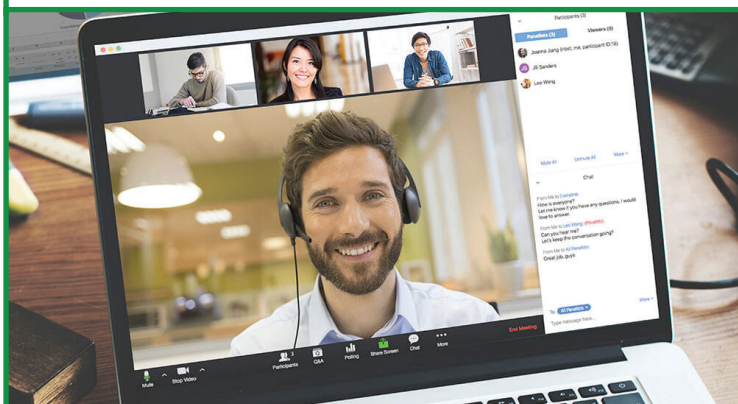 Participants (3)
Panelists (3)
Viewers (0)
Joanna Jiang (Host, me, participant ID:19)
JS
Jill Sanders
Leo Wang
Mute All
Unmute All
More
Chat
From Me to Everyone:
How is everyone?
Let me know if you have any questions. I would
love to answer.
From Me to Leo Wang: (Privately)
Can you hear me?
Let's keep the conversation going?
From Me to All Panelists:
Great job, guys
To:
All Panelists
More
Type message here...
Mute
Stop Video
3
Participants
Q&A
Polling
Share Screen
Chat
More
End Meeting